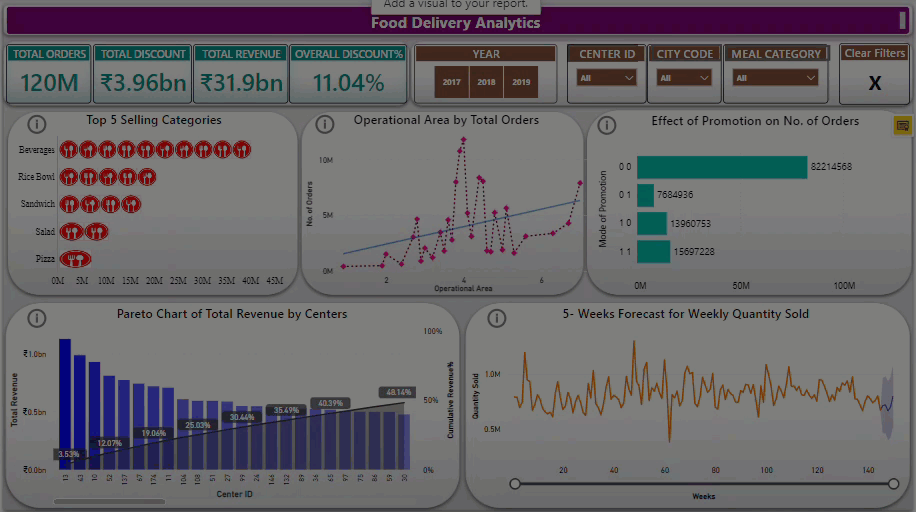 Add a visual to your report.
Food Delivery Analytics
TOTAL ORDERS
120M
TOTAL DISCOUNT
₹3.96bn
TOTAL REVENUE
₹31.9bn
OVERALL DISCOUNT%
11.04%
YEAR
2017 2018 2019
CENTER ID
All
CITY CODE
All
MEAL CATEGORY
All
Clear Filters
X
Top 5 Selling Categories
Beverages
Rice Bowl
Sandwich
Salad
Pizza
0M 5M 10M 15M 20M 25M 30M 35M 40M 45M
Operational Area by Total Orders
No. of Orders
10M
5M
0M
2 4 6
Operational Area
Effect of Promotion on No. of Orders
Mode of Promotion
0 0 82214568
0 1 7684936
1 0 13960753
1 1 15697228
0M 50M 100M
Pareto Chart of Total Revenue by Centers
Total Revenue
₹1.0bn
₹0.5bn
₹0.0bn
100%
50%
0%
Cumulative Revenue%
3.53% 12.07% 19.06% 25.03% 30.44% 35.49% 40.39% 48.14%
13 43 10 52 137 67 174 11 104 108 51 27 99 24 146 132 89 36 65 97 75 86 59 30
Center ID
5- Weeks Forecast for Weekly Quantity Sold
Quantity Sold
1.0M
0.5M
20 40 60 80 100 120 140
Weeks